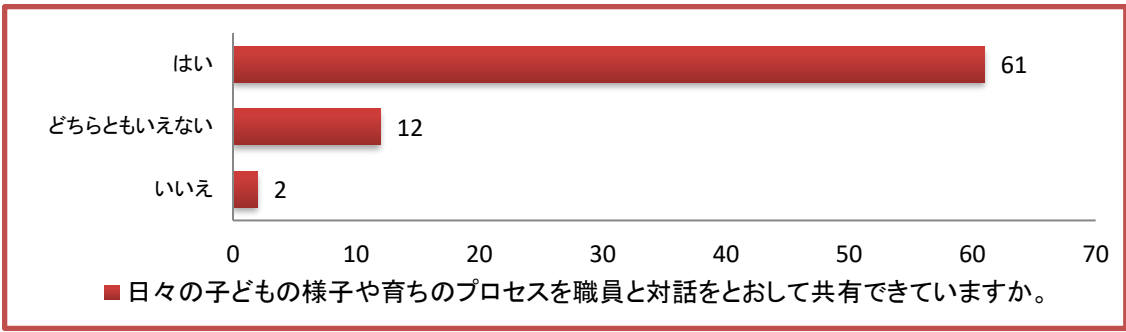 はい 61
どちらともいえない 12
いいえ 2
0 10 20 30 40 50 60 70
日々の子どもの様子や育ちのプロセスを職員と対話をとおして共有できていますか。